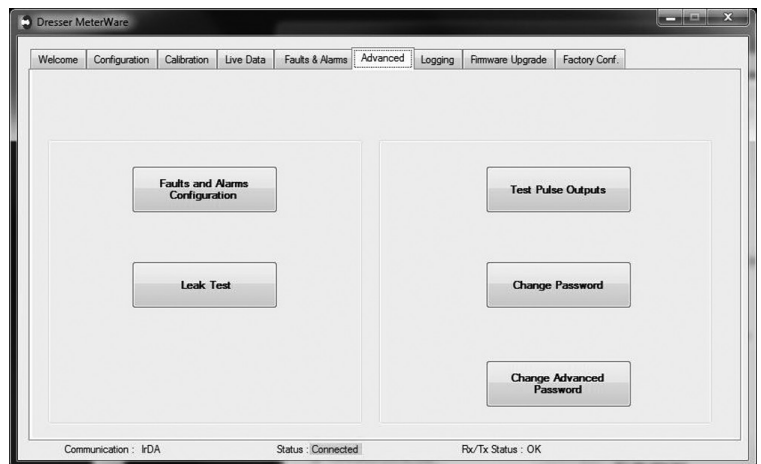 Dresser MeterWare
Welcome Configuration Calibration Live Data Faults & Alarms Advanced Logging Firmware Upgrade Factory Conf.
Faults and Alarms
Configuration
Test Pulse Outputs
Leak Test
Change Password
Change Advanced
Password
Communication : IrDA Status : Connected Rx/Tx Status : OK